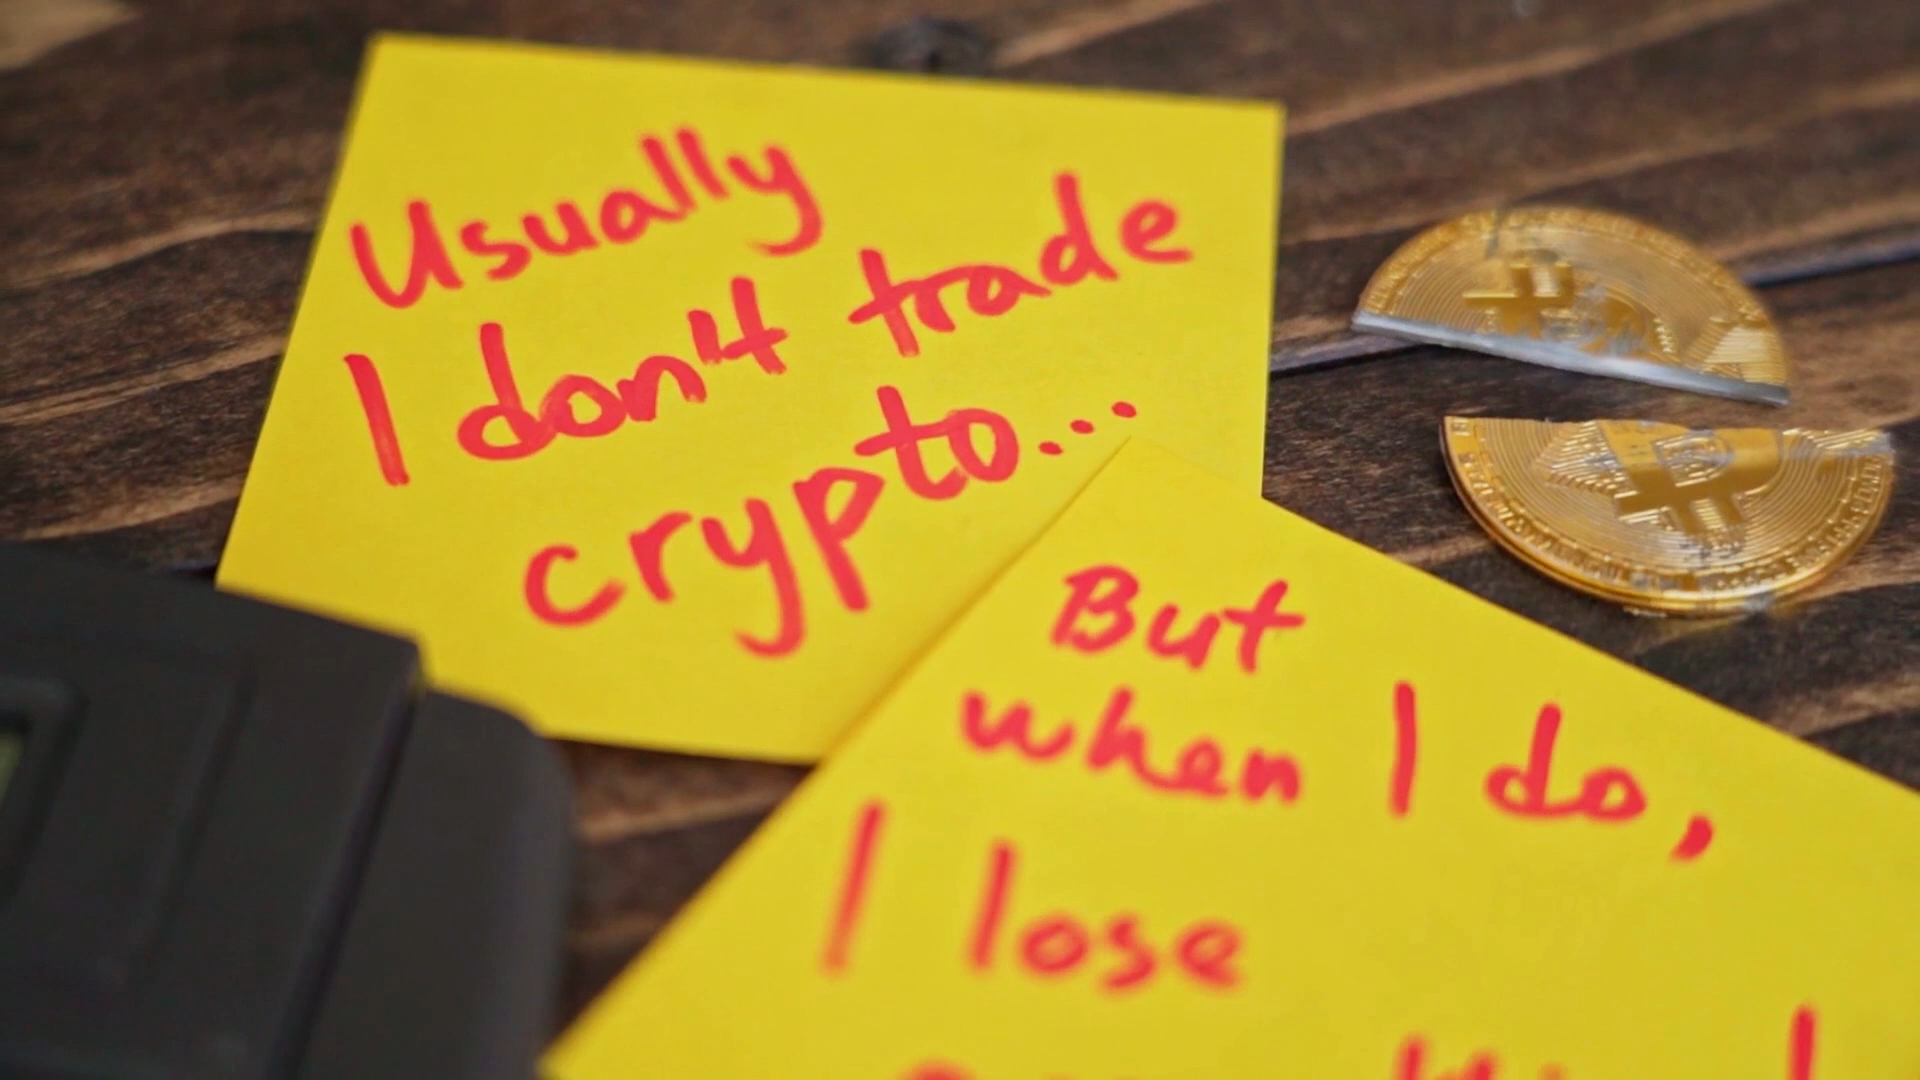 Usually
I don't trade
crypto...
But
when I do,
I lose